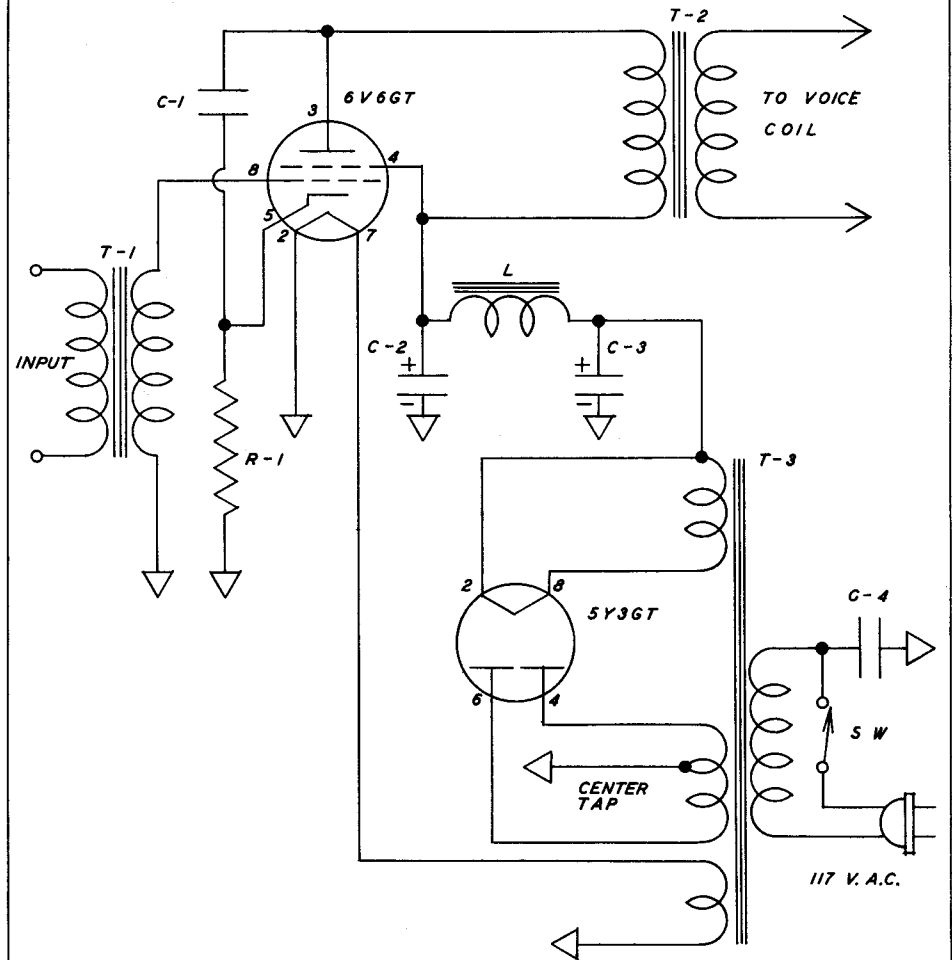 T-2
C-1
6V6GT
TO VOICE
COIL
3
4
8
5
2
7
T-1
L
C-2
C-3
+
+
-
-
INPUT
R-1
T-3
2
8
5Y3GT
C-4
6
4
SW
CENTER
TAP
117 V. A.C.